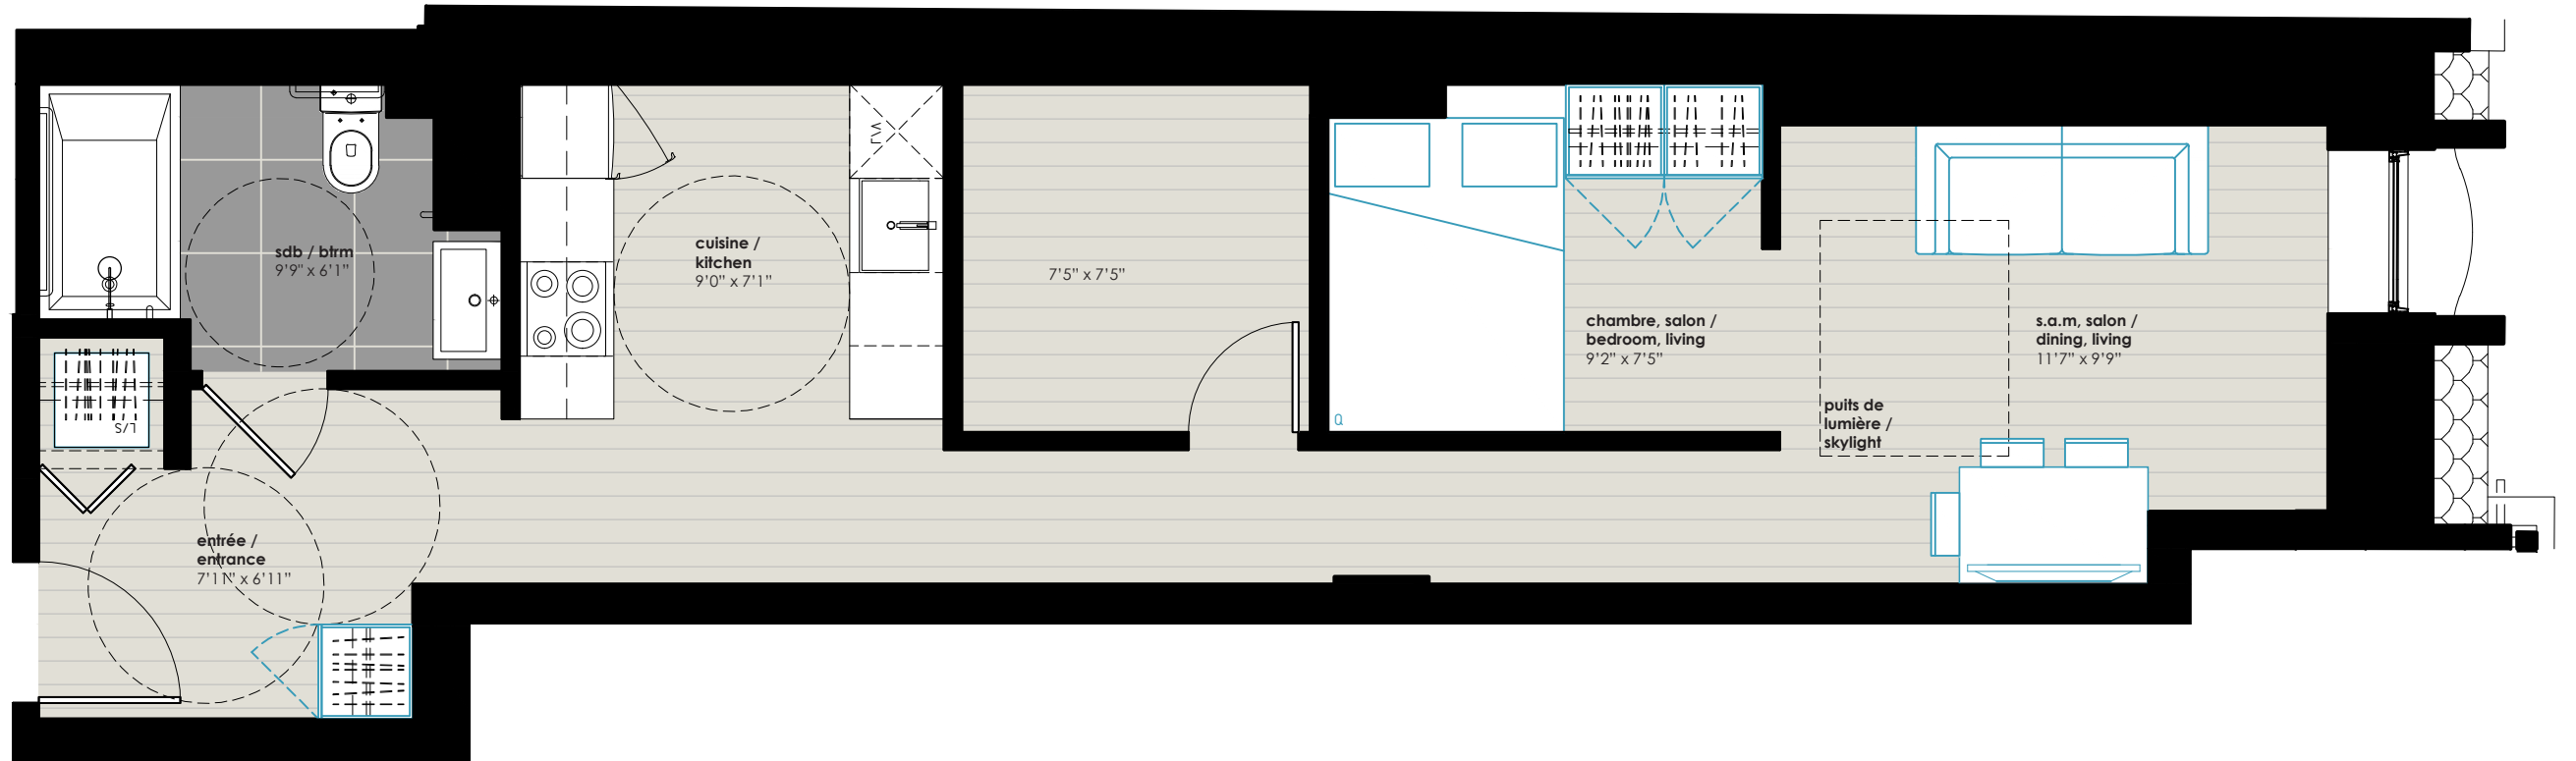 sdb / btrm
9'9" x 6'1"
cuisine /
kitchen
9'0" x 7'1"
LV
7'5" x 7'5"
chambre, salon /
bedroom, living
9'2" x 7'5"
s.a.m, salon /
dining, living
11'7" x 9'9"
puits de
lumière /
skylight
Q
L/S
entrée /
entrance
7'11" x 6'11"